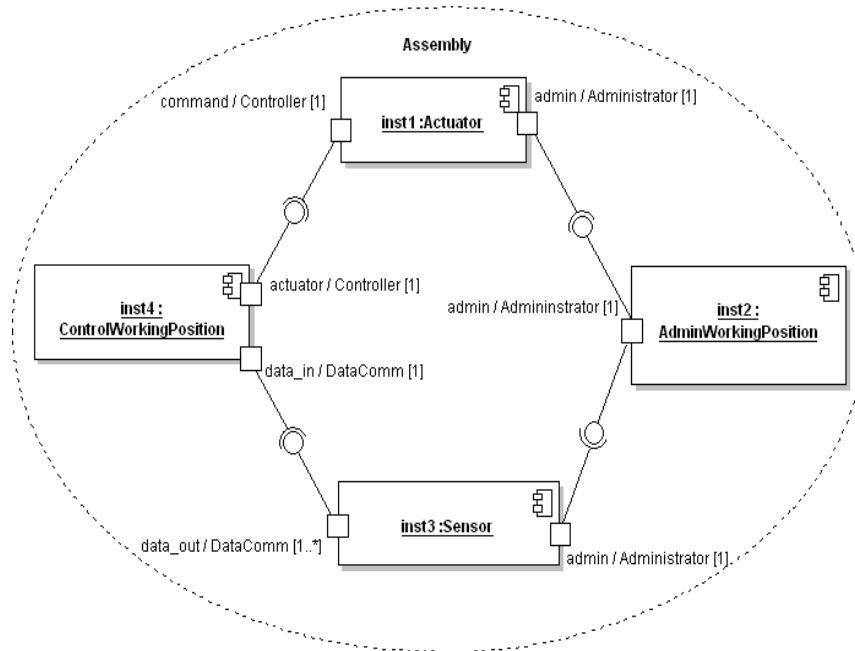 Assembly
command / Controller [1]
admin / Administrator [1]
inst1 :Actuator
actuator / Controller [1]
inst4 :
ControlWorkingPosition
admin / Admininstrator [1]
inst2 :
AdminWorkingPosition
data_in / DataComm [1]
inst3 :Sensor
data_out / DataComm [1..*]
admin / Administrator [1]